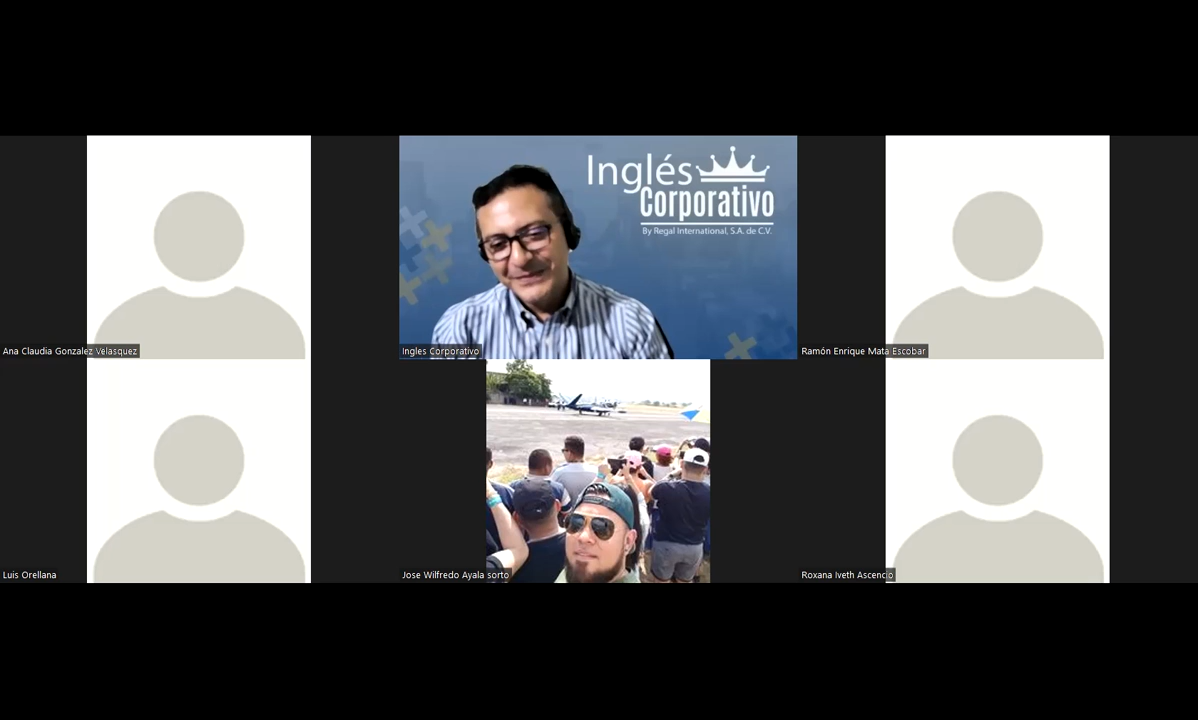 Inglés
Corporativo
By Regal International, S.A. de C.V.
Ana Claudia Gonzalez Velasquez
Ingles Corporativo
Ramón Enrique Mata Escobar
Luis Orellana
Jose Wilfredo Ayala sorto
Roxana Iveth Ascencio